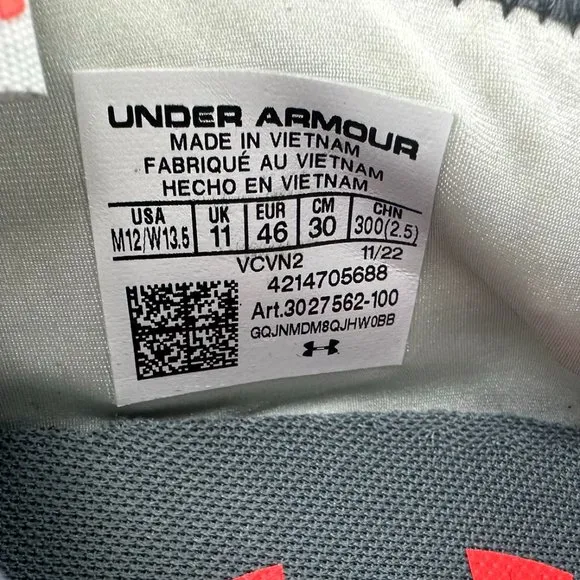 UNDER ARMOUR
MADE IN VIETNAM
FABRIQUÉ AU VIETNAM
HECHO EN VIETNAM
USA UK EUR CM CHN
M12/W13.5 11 46 30 300(2.5)
VCVN2 11/22
4214705688
Art.3027562-100
GQJNMDM8QJHW0BB